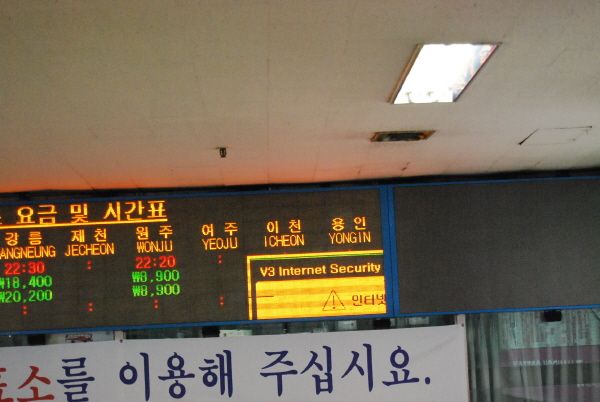 요금 및 시간표
강릉 제천 원주 여주 이천 용인
ANGNEUNG JECHEON WONJU YEOJU ICHEON YONGIN
22:30 : 22:20 :
₩18,400 ₩8,900
₩20,200 ₩8,900
: : : :
V3 Internet Security
인터넷
표소를 이용해 주십시요.